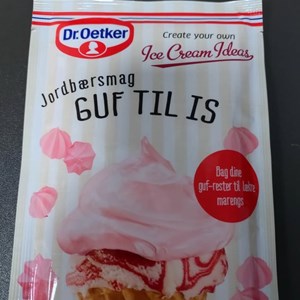 Dr.Oetker
Create your own
Ice Cream Ideas
Jordbærsmag
GUF TIL IS
Bag dine
guf-rester til lækre
marengs